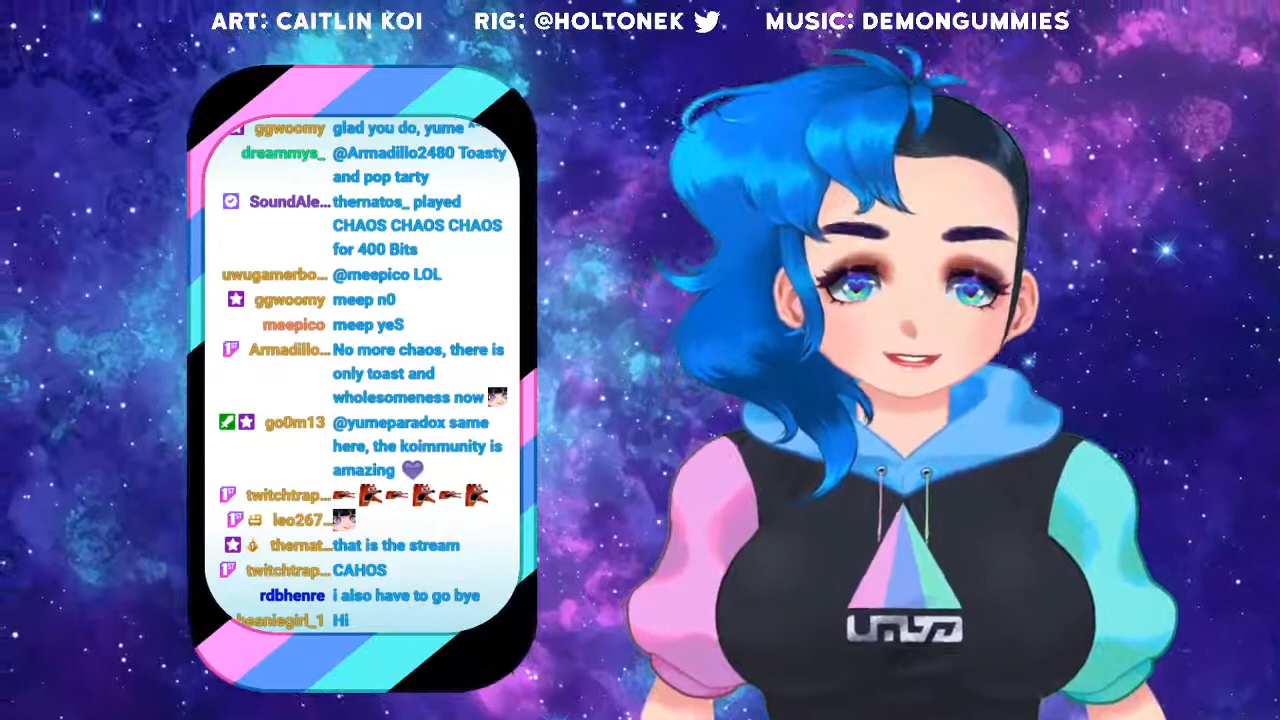 ART: CAITLIN KOI RIG: @HOLTONEK MUSIC: DEMONGUMMIES
ggwoomy glad you do, yume ^
dreammys_ @Armadillo2480 Toasty
and pop tarty
SoundAle... thernatos_ played
CHAOS CHAOS CHAOS
for 400 Bits
uwugamerbo... @meepico LOL
ggwoomy meep n0
meepico meep yeS
Armadillo... No more chaos, there is
only toast and
wholesomeness now
go0m13 @yumeparadox same
here, the koimmunity is
amazing 💜
twitchtrap...
leo267...
thernat... that is the stream
twitchtrap... CAHOS
rdbhenre i also have to go bye
beaniegirl_1 Hi